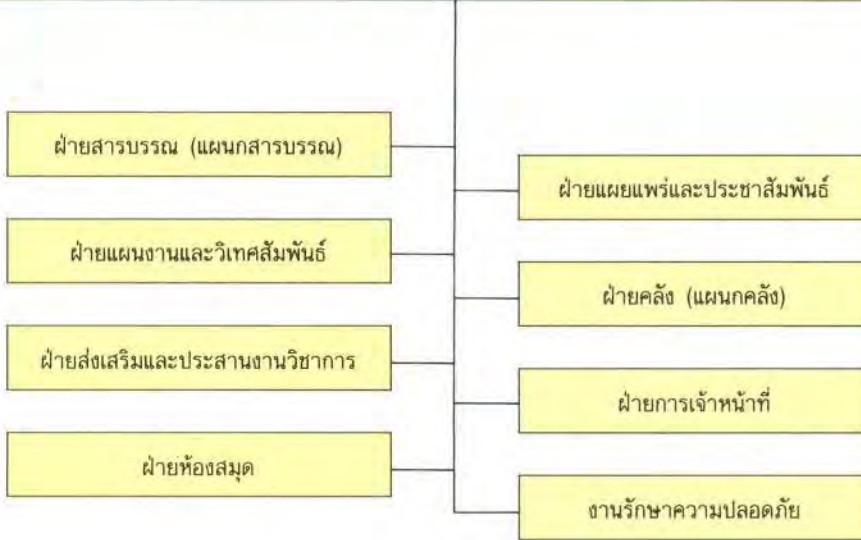 ฝ่ายสารบรรณ (แผนกสารบรรณ)
ฝ่ายแผยแพร่และประชาสัมพันธ์
ฝ่ายแผนงานและวิเทศสัมพันธ์
ฝ่ายคลัง (แผนกคลัง)
ฝ่ายส่งเสริมและประสานงานวิชาการ
ฝ่ายการเจ้าหน้าที่
ฝ่ายห้องสมุด
งานรักษาความปลอดภัย